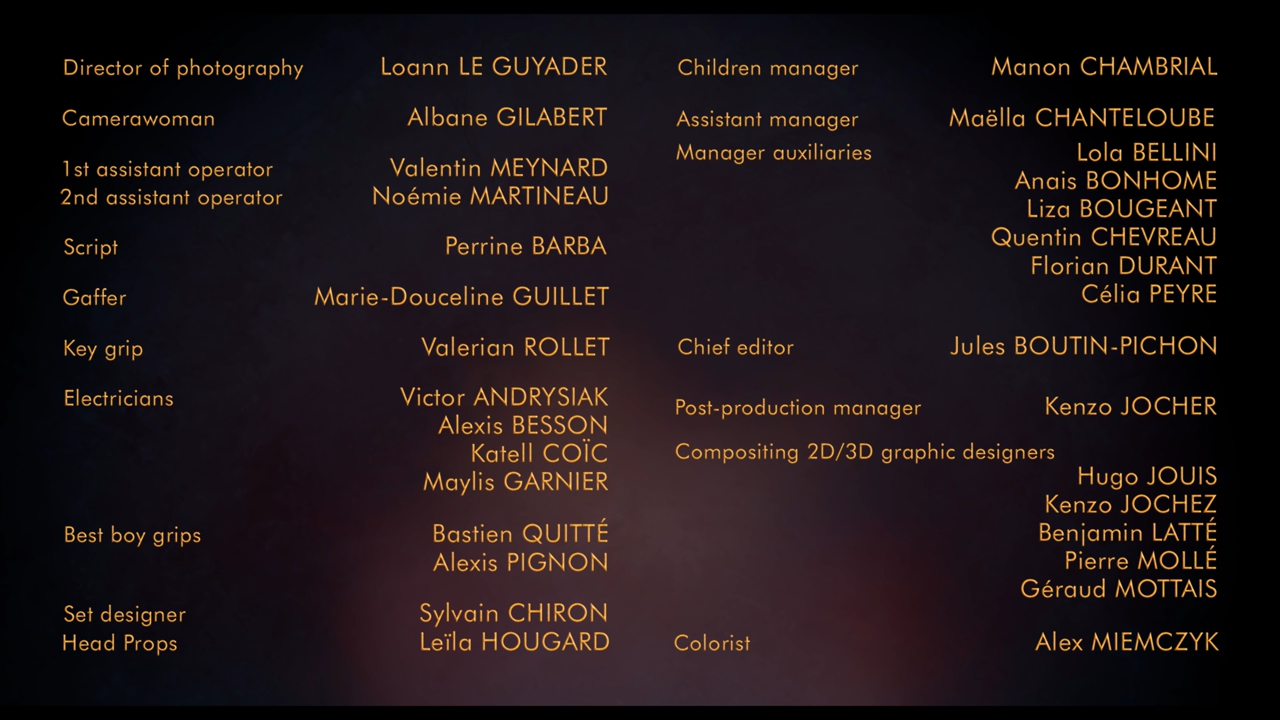 Director of photography Loann LE GUYADER
Camerawoman Albane GILABERT
1st assistant operator Valentin MEYNARD
2nd assistant operator Noémie MARTINEAU
Script Perrine BARBA
Gaffer Marie-Douceline GUILLET
Key grip Valerian ROLLET
Electricians Victor ANDRYSIAK
Alexis BESSON
Katell COÏC
Maylis GARNIER
Best boy grips Bastien QUITTÉ
Alexis PIGNON
Set designer Sylvain CHIRON
Head Props Leïla HOUGARD
Children manager Manon CHAMBRIAL
Assistant manager Maëlla CHANTELOUBE
Manager auxiliaries Lola BELLINI
Anais BONHOME
Liza BOUGEANT
Quentin CHEVREAU
Florian DURANT
Célia PEYRE
Chief editor Jules BOUTIN-PICHON
Post-production manager Kenzo JOCHER
Compositing 2D/3D graphic designers
Hugo JOUIS
Kenzo JOCHEZ
Benjamin LATTÉ
Pierre MOLLÉ
Géraud MOTTAIS
Colorist Alex MIEMCZYK